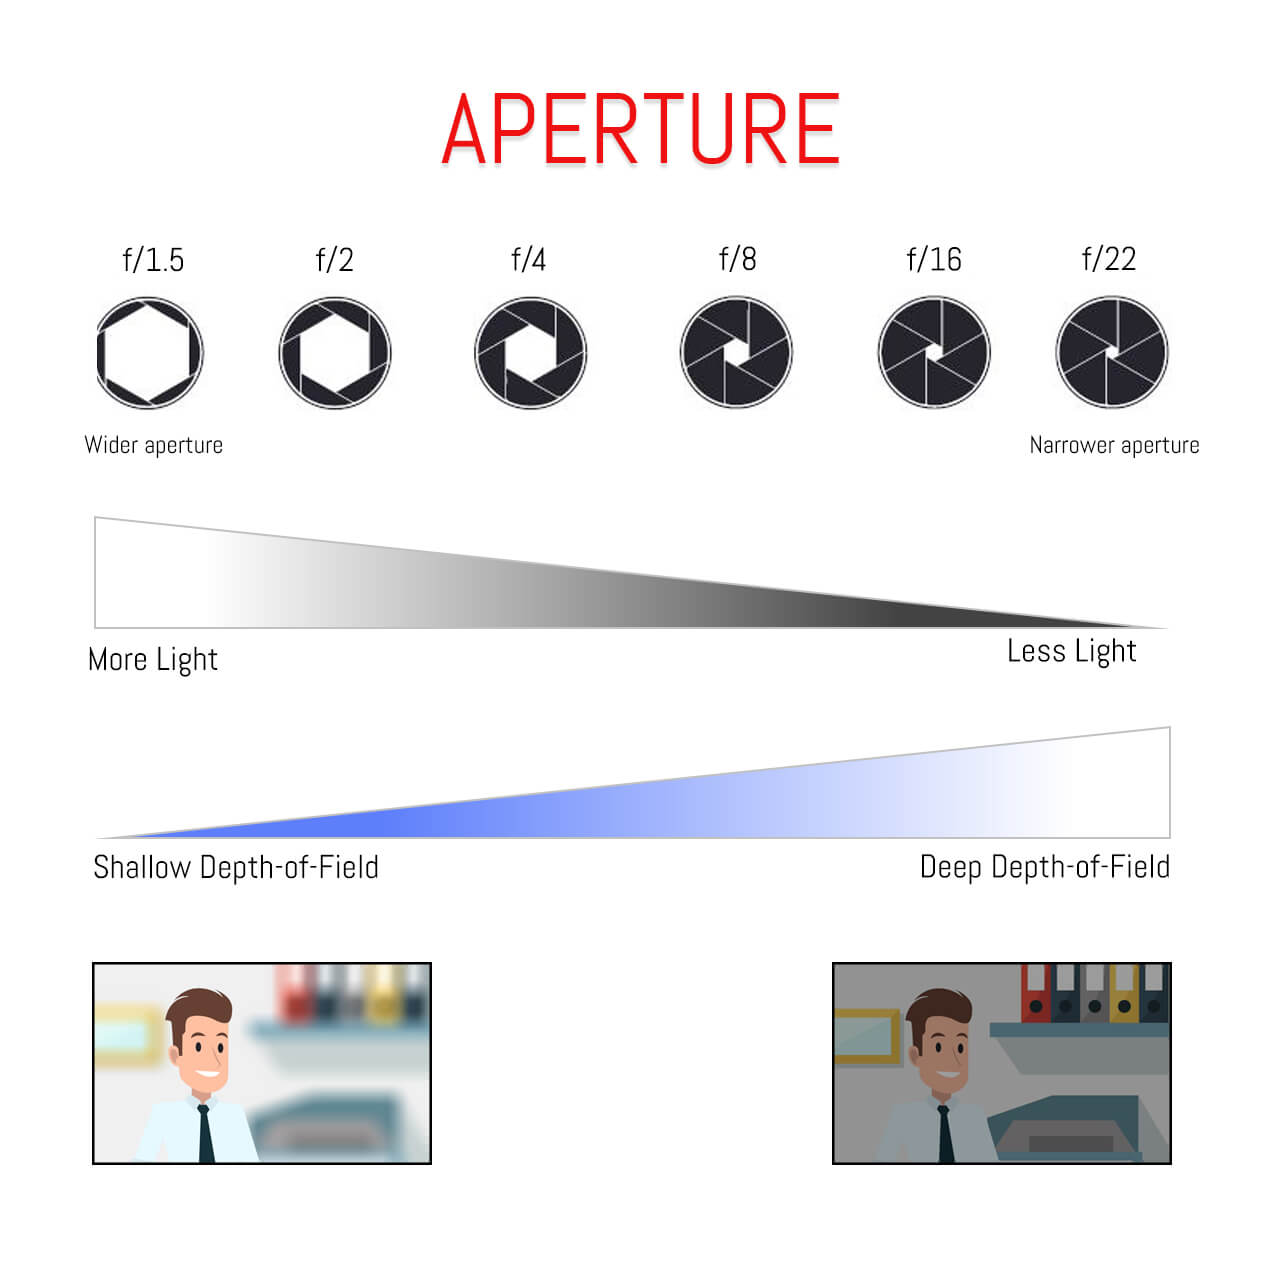 APERTURE
f/1.5 f/2 f/4 f/8 f/16 f/22
Wider aperture Narrower aperture
More Light Less Light
Shallow Depth-of-Field Deep Depth-of-Field